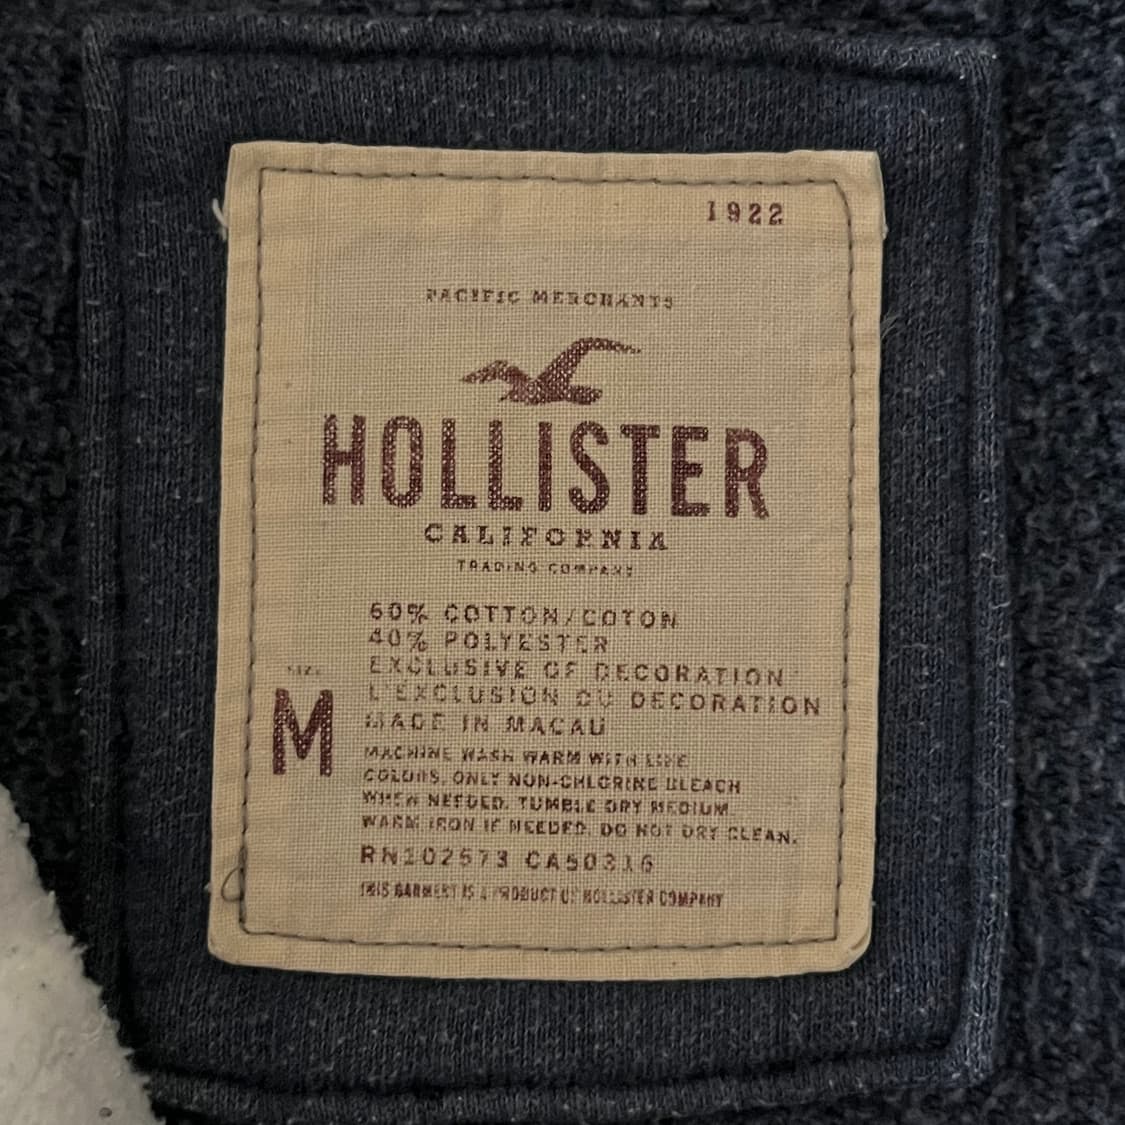 1922
PACIFIC MERCHANTS
HOLLISTER
CALIFORNIA
TRADING COMPANY
60% COTTON/COTON
40% POLYESTER
EXCLUSIVE OF DECORATION
L'EXCLUSION DU DECORATION
MADE IN MACAU
SIZE
M
MACHINE WASH WARM WITH LIKE
COLORS. ONLY NON-CHLORINE BLEACH
WHEN NEEDED. TUMBLE DRY MEDIUM.
WARM IRON IF NEEDED. DO NOT DRY CLEAN.
RN102573 CA50316
THIS GARMENT IS A PRODUCT OF HOLLISTER COMPANY